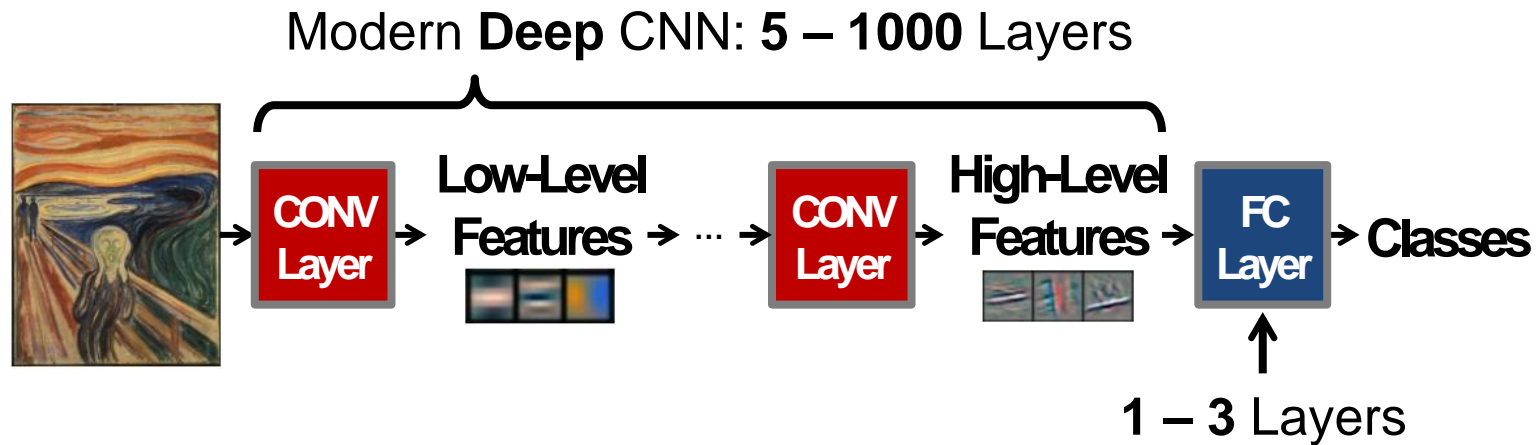 Modern Deep CNN: 5 – 1000 Layers
CONV
Layer
Low-Level
Features
...
CONV
Layer
High-Level
Features
FC
Layer
Classes
1 – 3 Layers